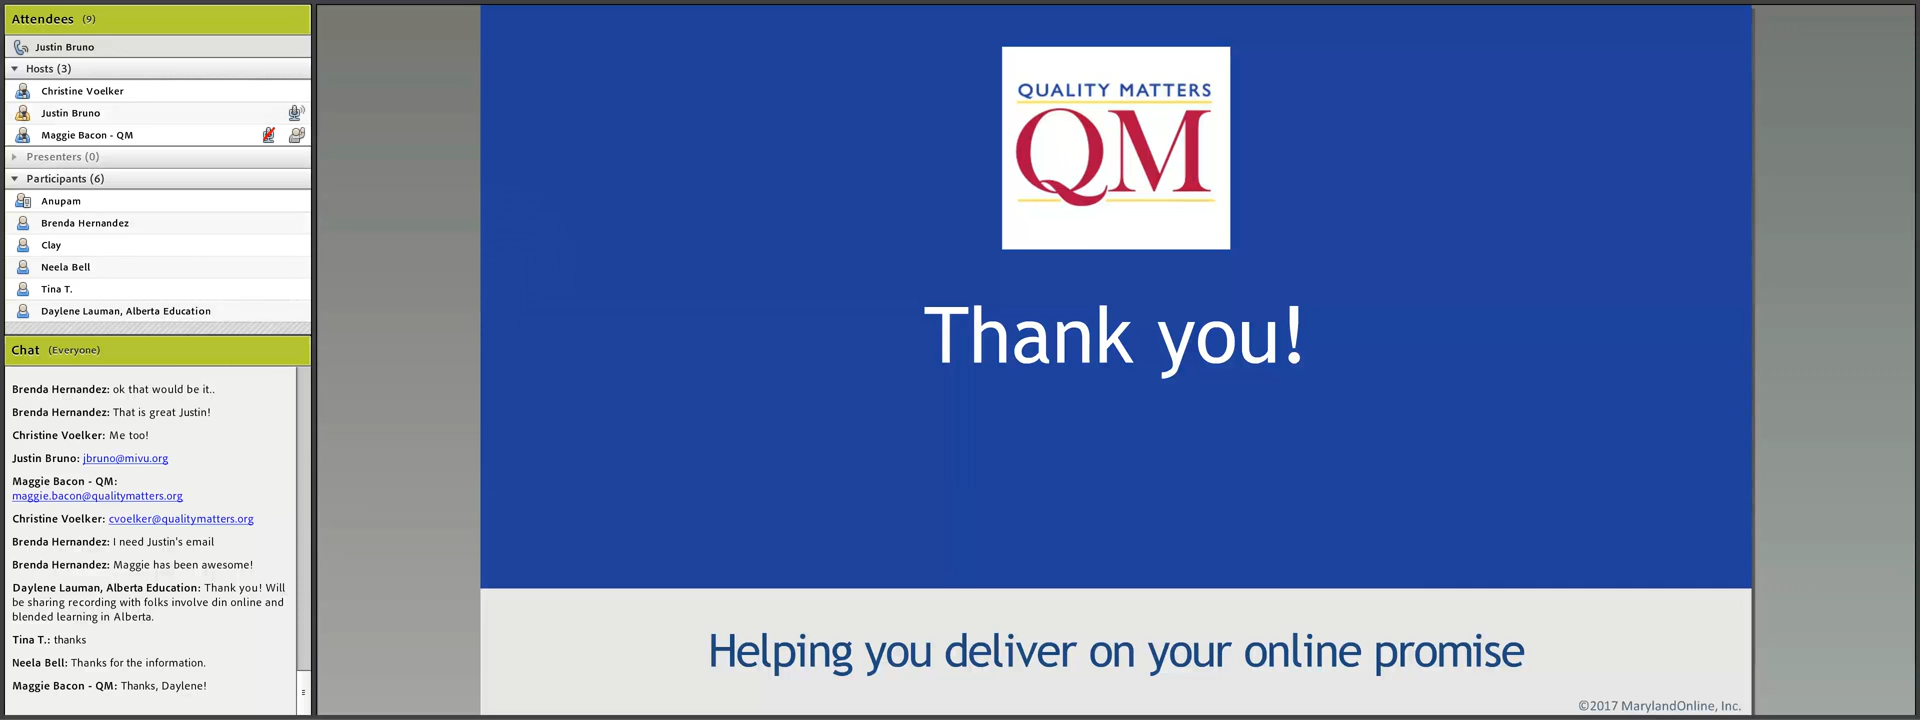 Attendees (9)
Justin Bruno
Hosts (3)
Christine Voelker
Justin Bruno
Maggie Bacon - QM
Presenters (0)
Participants (6)
Anupam
Brenda Hernandez
Clay
Neela Bell
Tina T.
Daylene Lauman, Alberta Education
Chat (Everyone)
Brenda Hernandez: ok that would be it..
Brenda Hernandez: That is great Justin!
Christine Voelker: Me too!
Justin Bruno: jbruno@mivu.org
Maggie Bacon - QM:
maggie.bacon@qualitymatters.org
Christine Voelker: cvoelker@qualitymatters.org
Brenda Hernandez: I need Justin's email
Brenda Hernandez: Maggie has been awesome!
Daylene Lauman, Alberta Education: Thank you! Will
be sharing recording with folks involve din online and
blended learning in Alberta.
Tina T.: thanks
Neela Bell: Thanks for the information.
Maggie Bacon - QM: Thanks, Daylene!
QUALITY MATTERS
QM
Thank you!
Helping you deliver on your online promise
©2017 MarylandOnline, Inc.